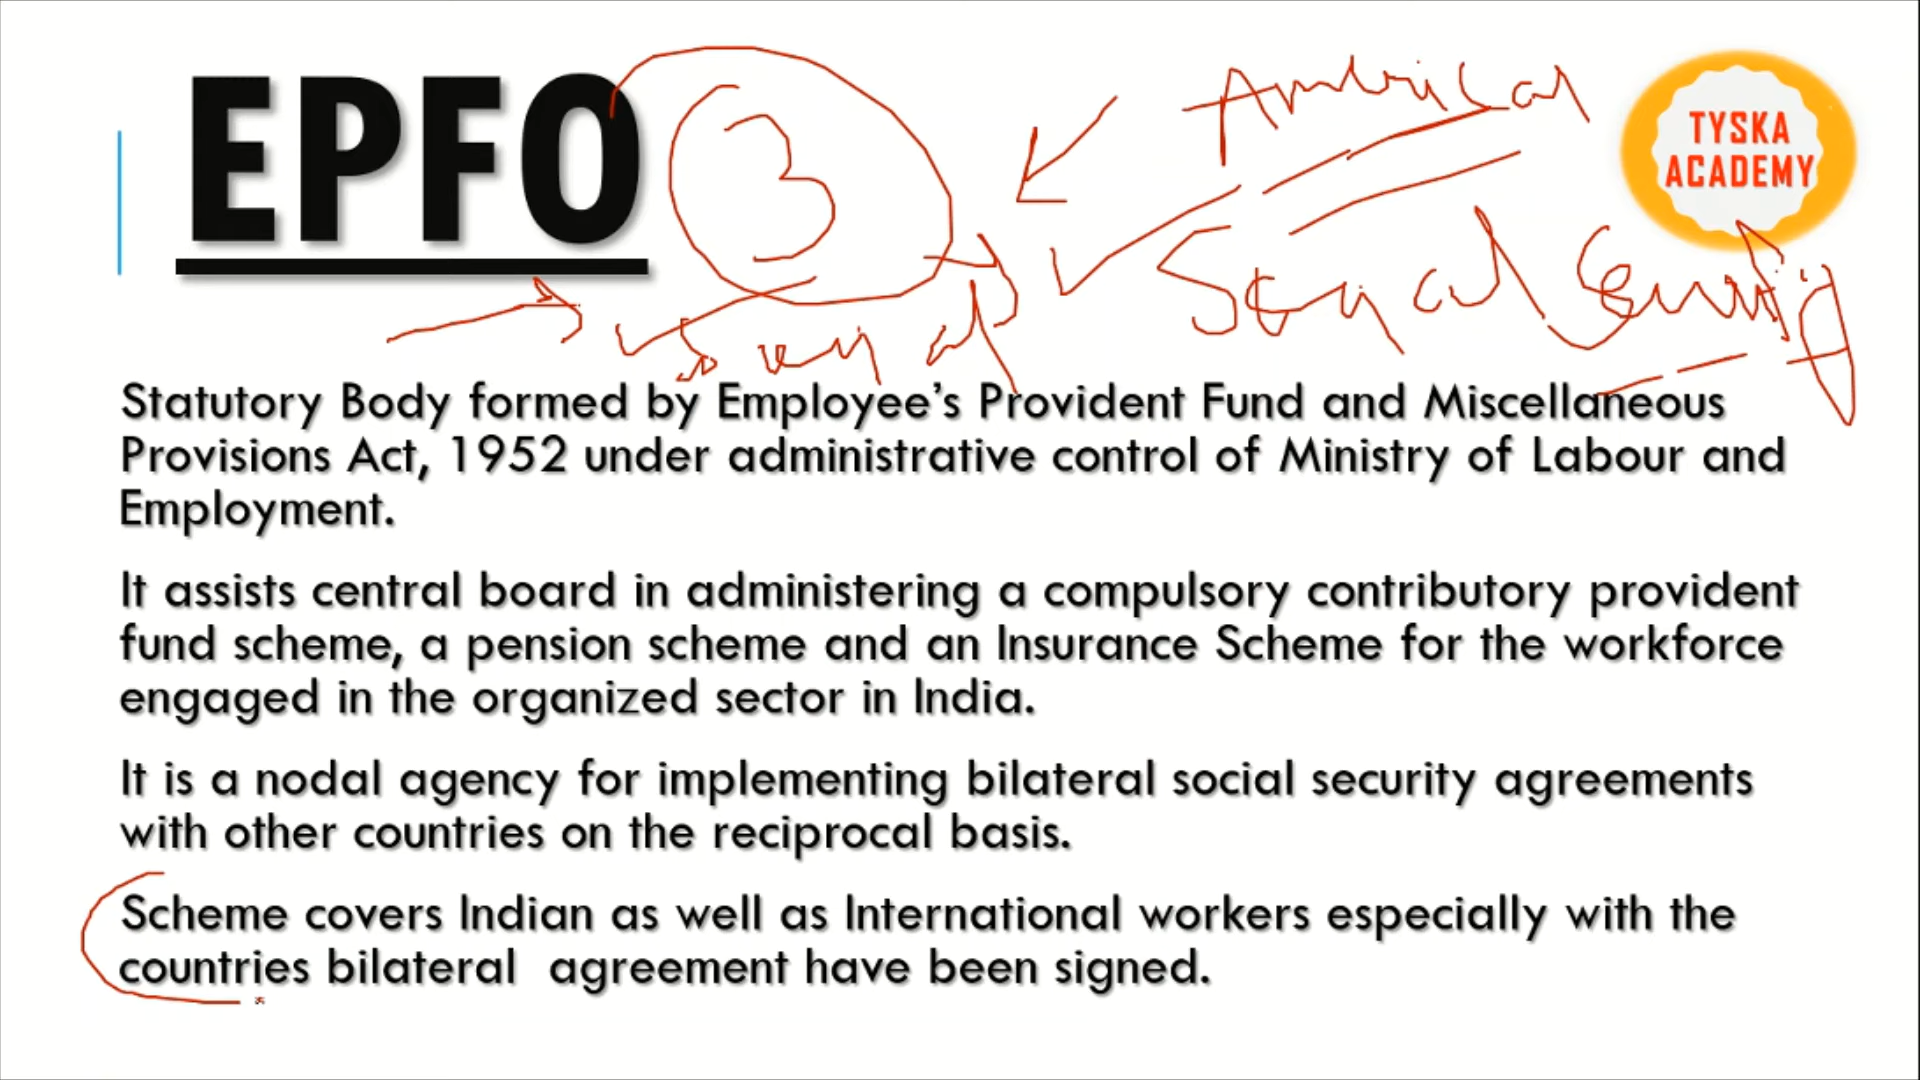 EPFO
3
American
TYSKA
ACADEMY
Social Security
Statutory Body formed by Employee’s Provident Fund and Miscellaneous
Provisions Act, 1952 under administrative control of Ministry of Labour and
Employment.
It assists central board in administering a compulsory contributory provident
fund scheme, a pension scheme and an Insurance Scheme for the workforce
engaged in the organized sector in India.
It is a nodal agency for implementing bilateral social security agreements
with other countries on the reciprocal basis.
Scheme covers Indian as well as International workers especially with the
countries bilateral agreement have been signed.